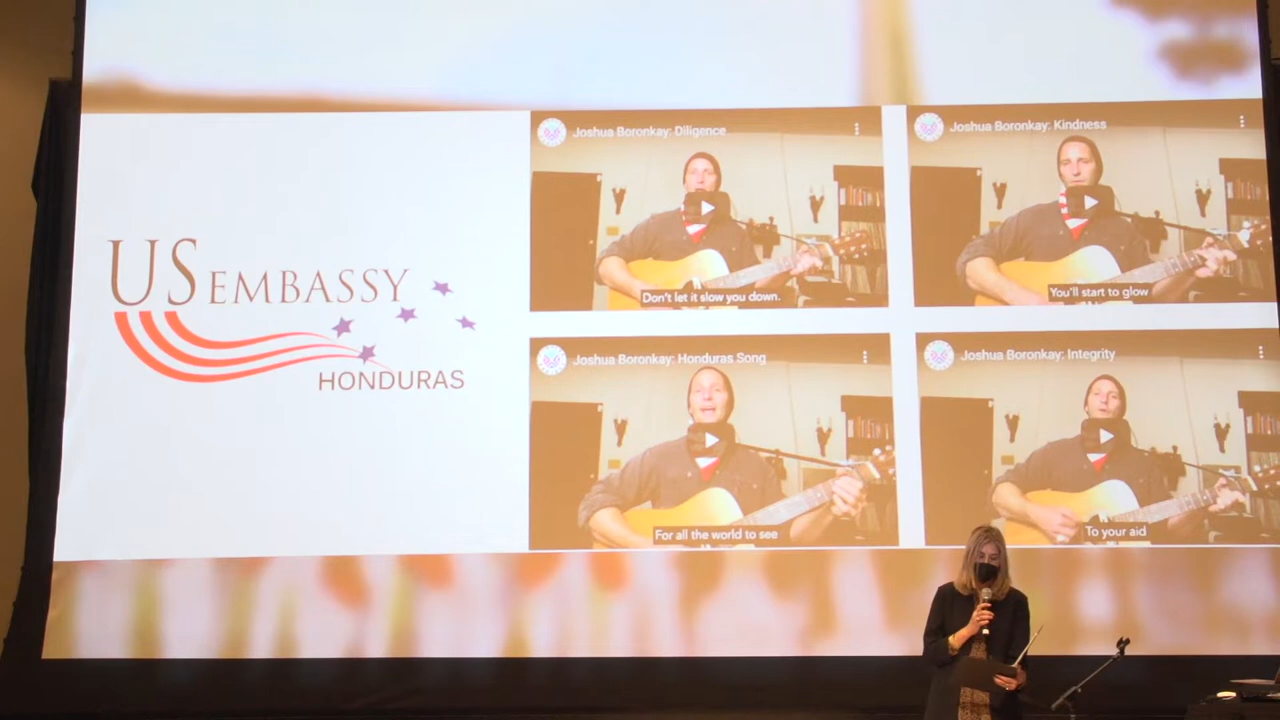 US EMBASSY
HONDURAS
Joshua Boronkay: Diligence
Don't let it slow you down.
Joshua Boronkay: Kindness
You'll start to glow
Joshua Boronkay: Honduras Song
For all the world to see
Joshua Boronkay: Integrity
To your aid